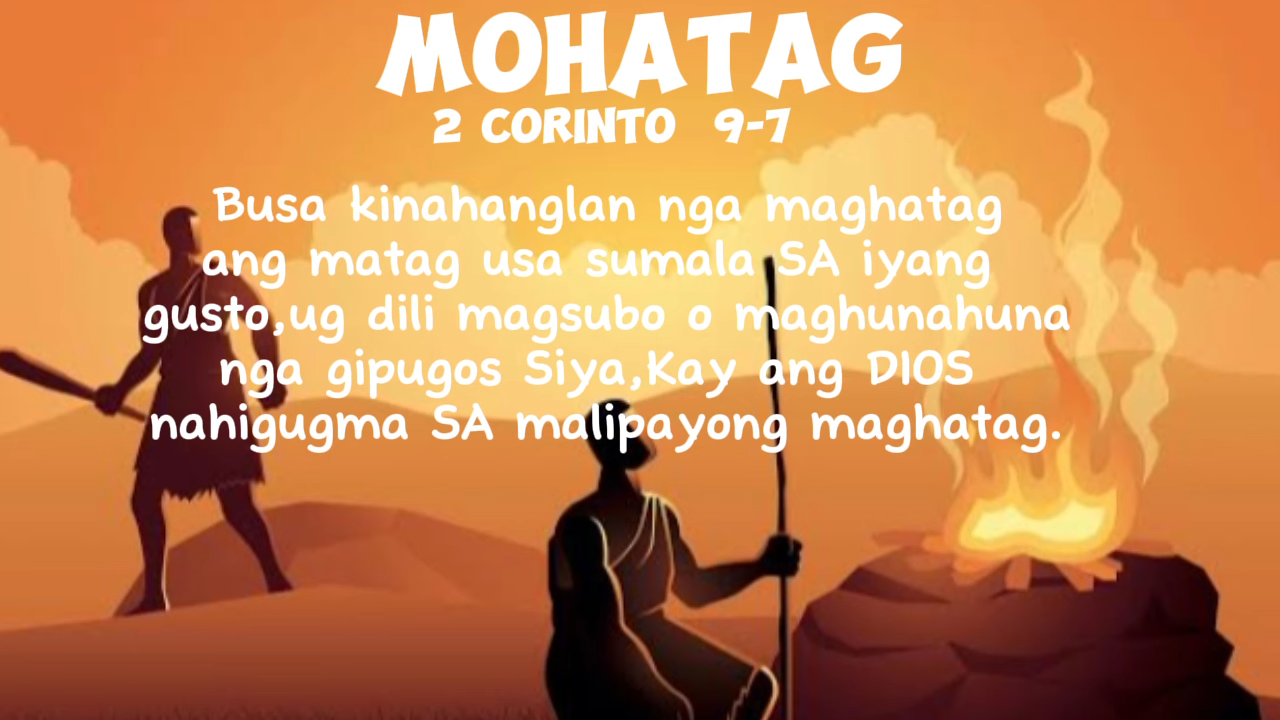 MOHATAG
2 CORINTO 9-7
Busa kinahanglan nga maghatag
ang matag usa sumala SA iyang
gusto,ug dili magsubo o maghunahuna
nga gipugos Siya,Kay ang DIOS
nahigugma SA malipayong maghatag.